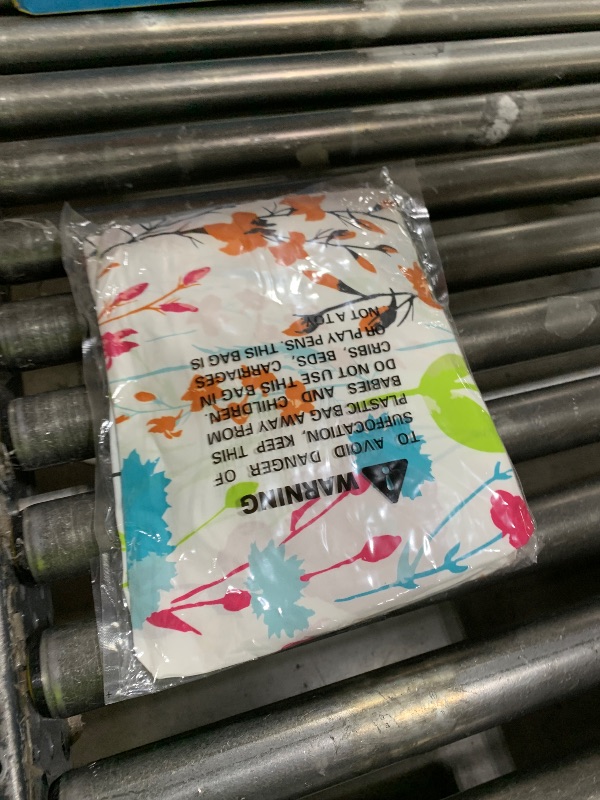 WARNING
TO AVOID DANGER OF
SUFFOCATION, KEEP THIS
PLASTIC BAG AWAY FROM
BABIES AND CHILDREN.
DO NOT USE THIS BAG IN
CRIBS, BEDS, CARRIAGES
OR PLAY PENS. THIS BAG IS
NOT A TOY.